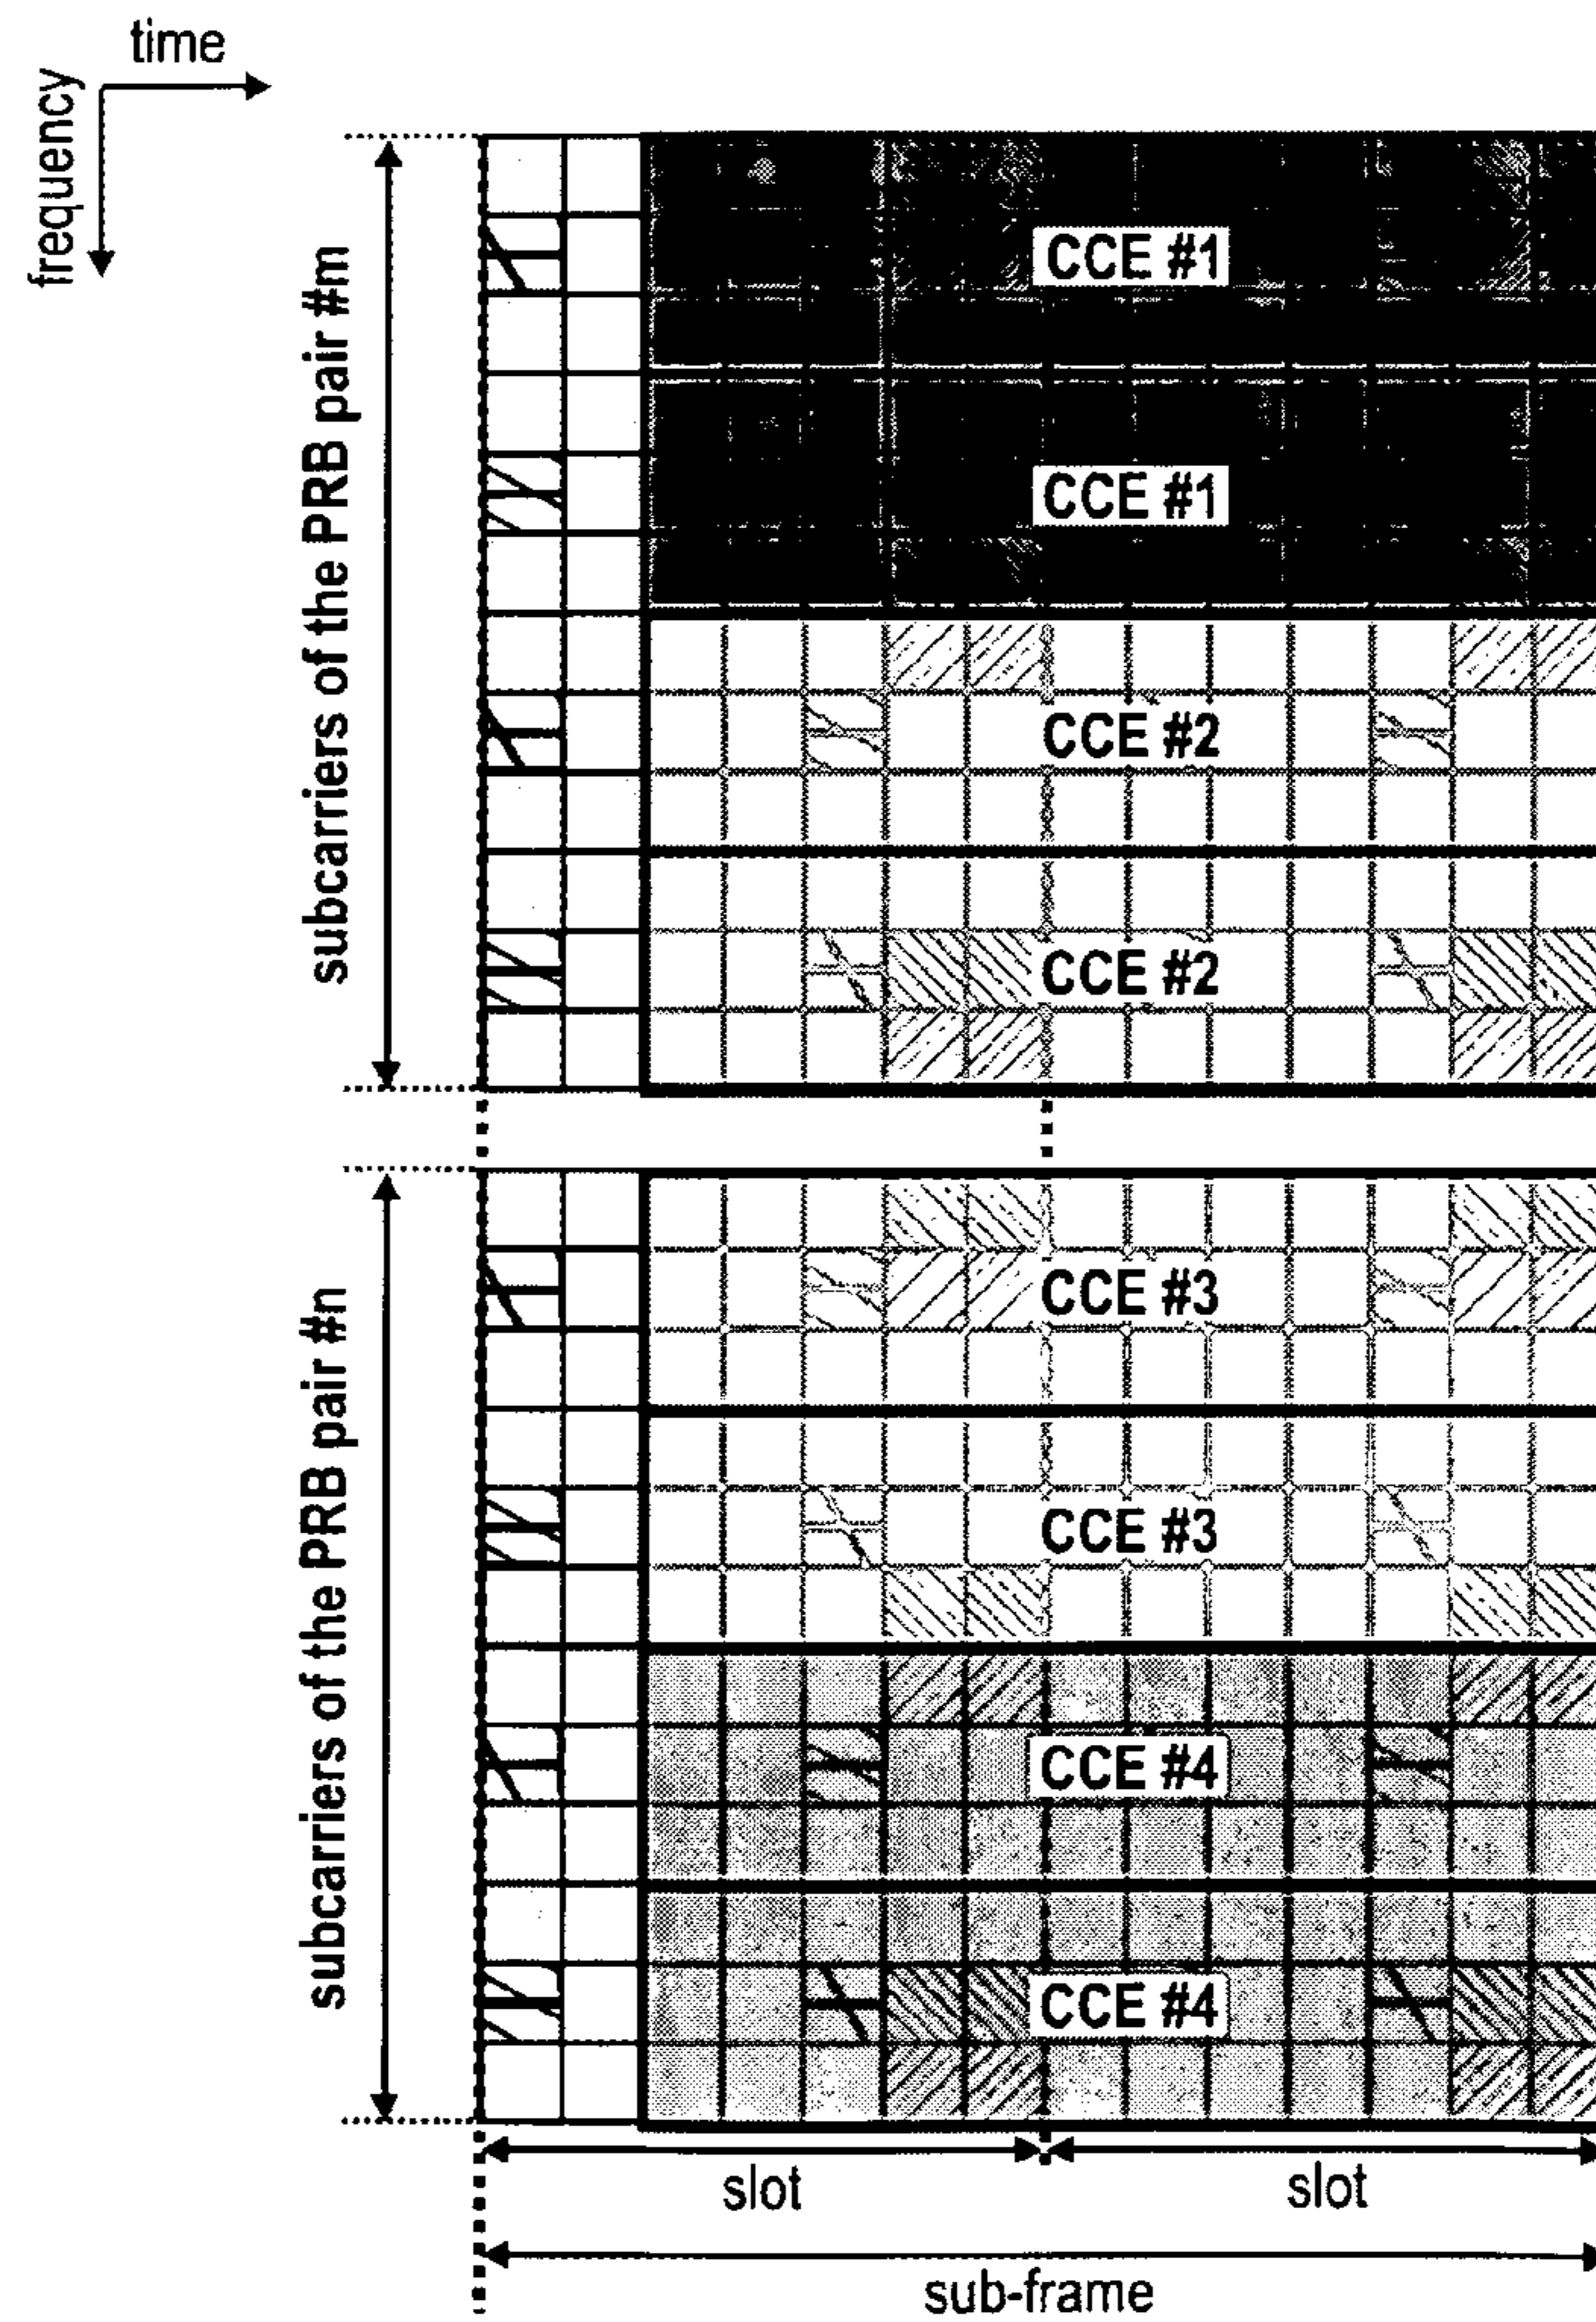 time
frequency
subcarriers of the PRB pair #m
CCE #1
CCE #1
CCE #2
CCE #2
subcarriers of the PRB pair #n
CCE #3
CCE #3
CCE #4
CCE #4
slot slot
sub-frame